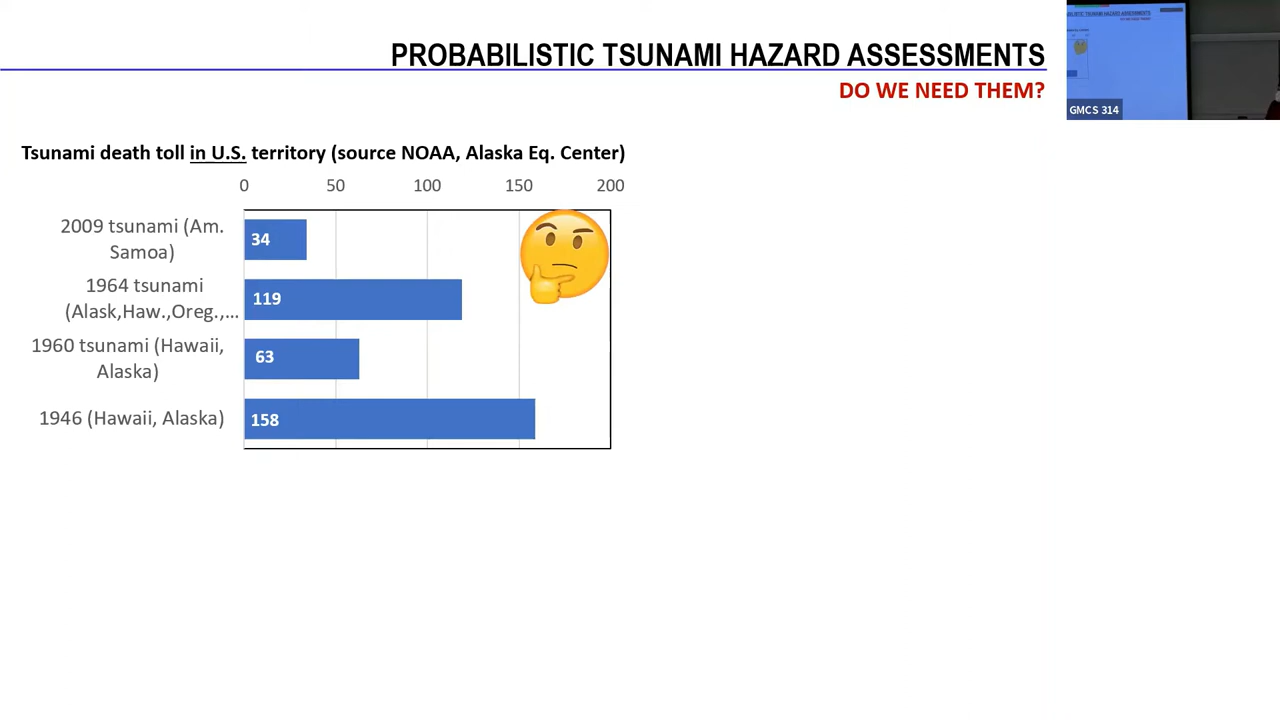 PROBABILISTIC TSUNAMI HAZARD ASSESSMENTS
DO WE NEED THEM?
GMCS 314
Tsunami death toll in U.S. territory (source NOAA, Alaska Eq. Center)
0 50 100 150 200
2009 tsunami (Am.
Samoa)
34
1964 tsunami
(Alask,Haw.,Oreg.,...
119
1960 tsunami (Hawaii,
Alaska)
63
1946 (Hawaii, Alaska)
158